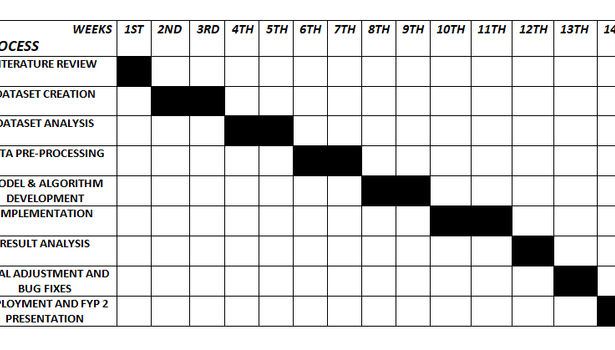 WEEKS 1ST 2ND 3RD 4TH 5TH 6TH 7TH 8TH 9TH 10TH 11TH 12TH 13TH 14
OCESS
TERATURE REVIEW
DATASET CREATION
DATASET ANALYSIS
TA PRE-PROCESSING
ODEL & ALGORITHM
DEVELOPMENT
IMPLEMENTATION
RESULT ANALYSIS
AL ADJUSTMENT AND
BUG FIXES
PLOYMENT AND FYP 2
PRESENTATION